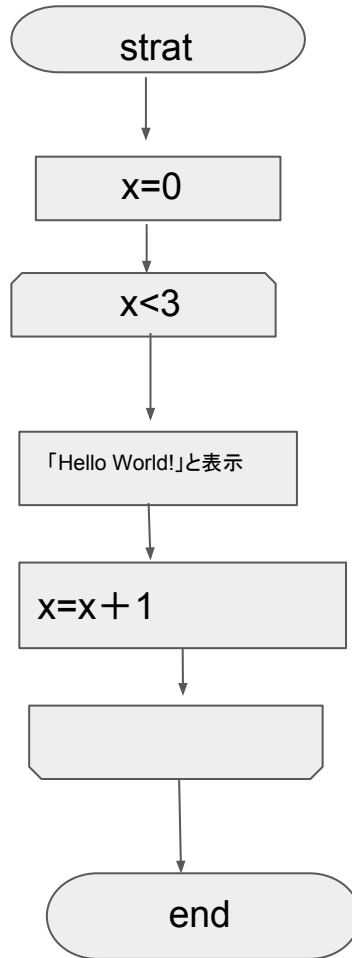 strat
x=0
x<3
「Hello World!」と表示
x=x＋1
end